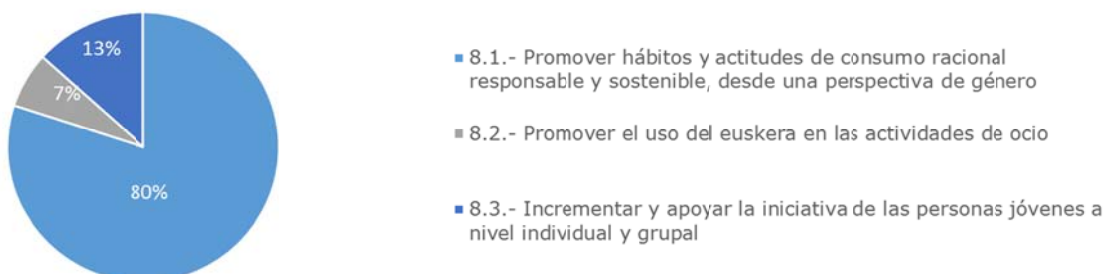 13%
7%
80%
8.1.- Promover hábitos y actitudes de consumo racional
responsable y sostenible, desde una perspectiva de género
8.2.- Promover el uso del euskera en las actividades de ocio
8.3.- Incrementar y apoyar la iniciativa de las personas jóvenes a
nivel individual y grupal